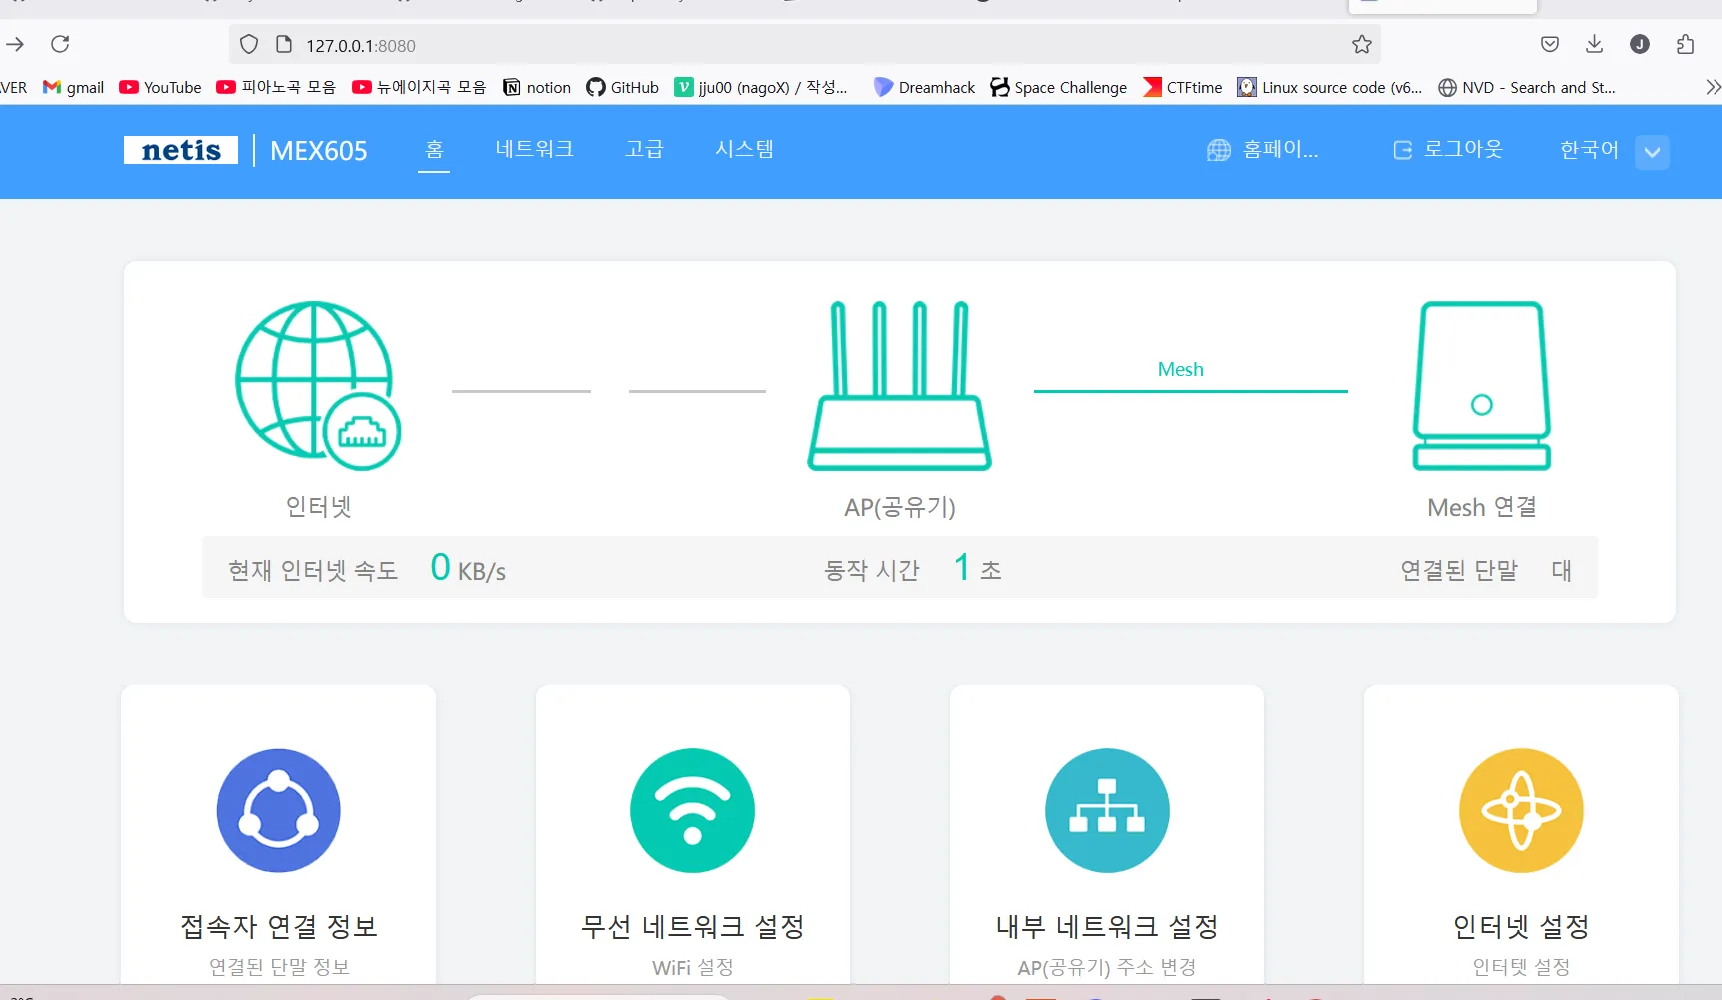 127.0.0.1:8080
VER gmail YouTube 피아노곡 모음 뉴에이지곡 모음 notion GitHub jju00 (nagoX) / 작성... Dreamhack Space Challenge CTFtime Linux source code (v6... NVD - Search and St...
netis MEX605 홈 네트워크 고급 시스템 홈페이... 로그아웃 한국어
Mesh
인터넷 AP(공유기) Mesh 연결
현재 인터넷 속도 0 KB/s 동작 시간 1 초 연결된 단말 대
접속자 연결 정보 무선 네트워크 설정 내부 네트워크 설정 인터넷 설정
연결된 단말 정보 WiFi 설정 AP(공유기) 주소 변경 인터텟 설정